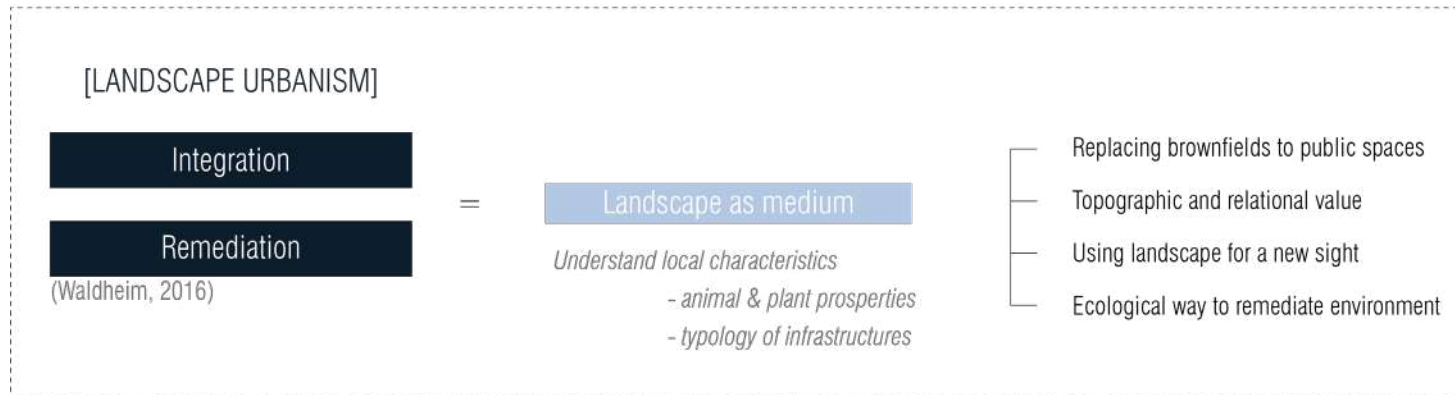 [LANDSCAPE URBANISM]
Integration
Remediation
(Waldheim, 2016)
=
Landscape as medium
Understand local characteristics
- animal & plant prosperties
- typology of infrastructures
Replacing brownfields to public spaces
Topographic and relational value
Using landscape for a new sight
Ecological way to remediate environment